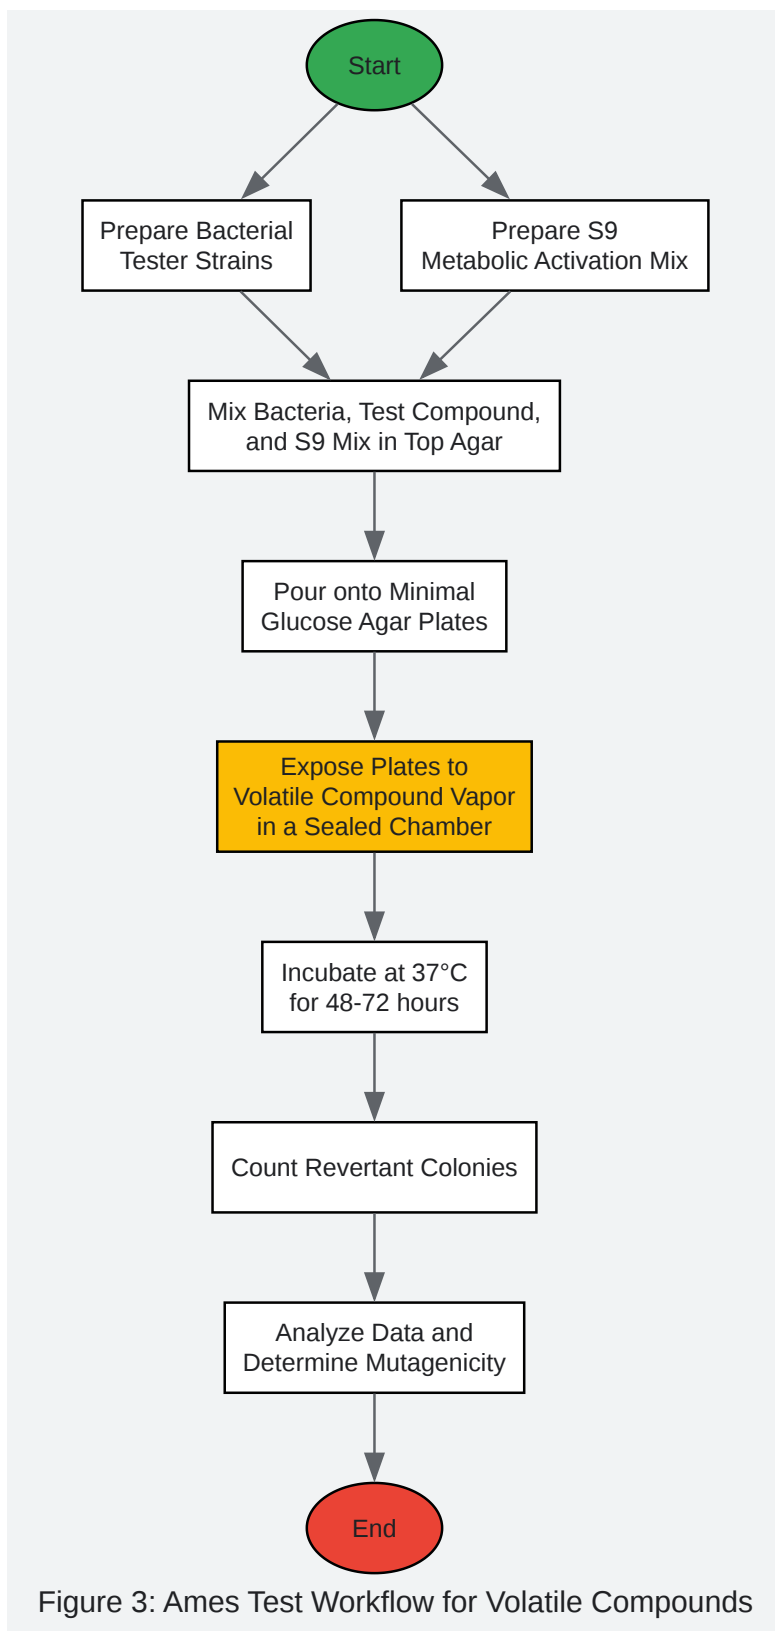 Start
Prepare Bacterial
Tester Strains
Prepare S9
Metabolic Activation Mix
Mix Bacteria, Test Compound,
and S9 Mix in Top Agar
Pour onto Minimal
Glucose Agar Plates
Expose Plates to
Volatile Compound Vapor
in a Sealed Chamber
Incubate at 37°C
for 48-72 hours
Count Revertant Colonies
Analyze Data and
Determine Mutagenicity
End
Figure 3: Ames Test Workflow for Volatile Compounds